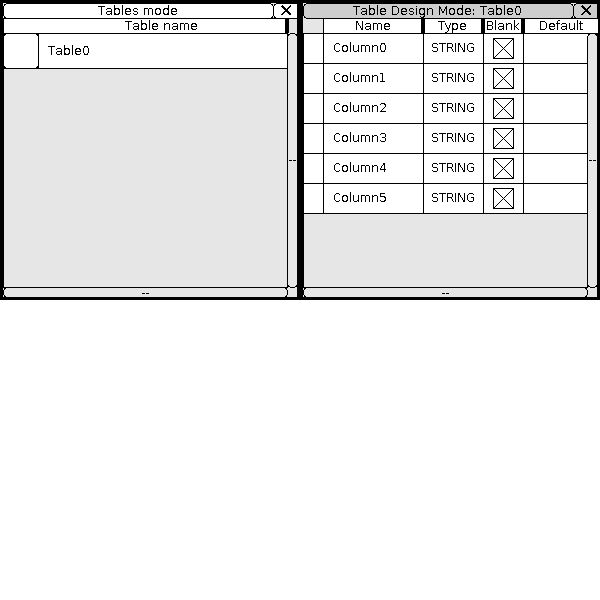 Tables mode
Table name
Table0
--
--
Table Design Mode: Table0
Name Type Blank Default
Column0 STRING
Column1 STRING
Column2 STRING
Column3 STRING
Column4 STRING
Column5 STRING
--
--